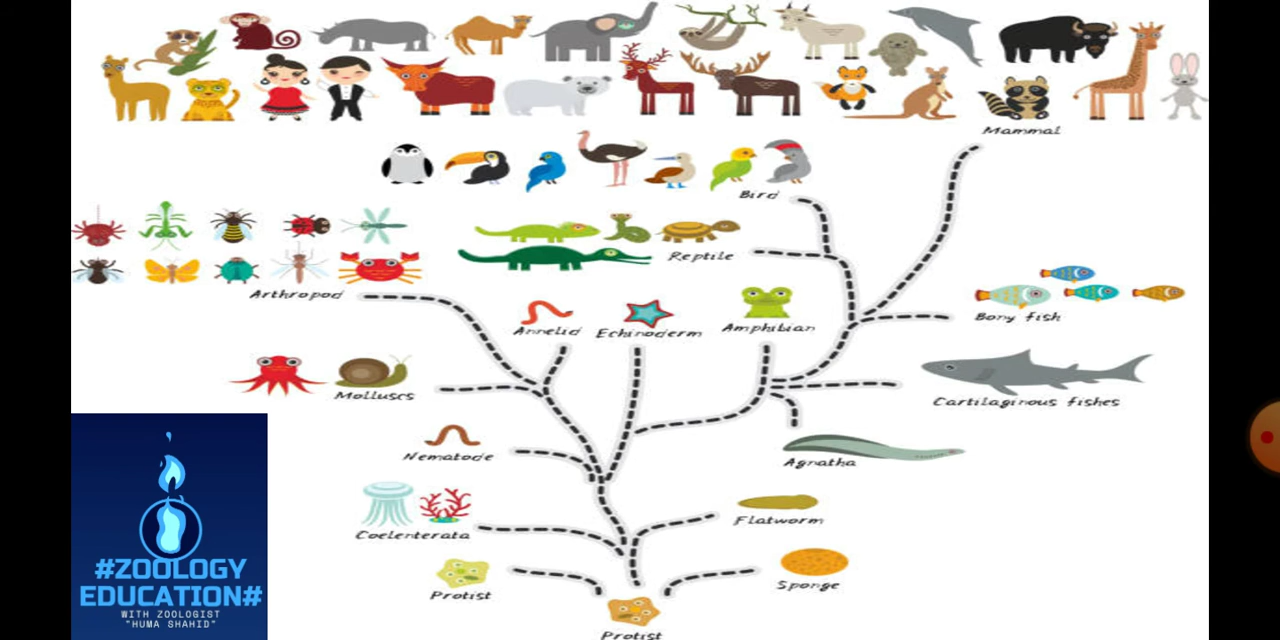 Mammal
Bird
Reptile
Arthropod
Bony fish
Annelid
Echinoderm
Amphibian
Molluscs
Cartilaginous fishes
Nematode
Agnatha
Coelenterata
Flatworm
Protist
Sponge
Protist
#ZOOLOGY
EDUCATION#
WITH ZOOLOGIST
"HUMA SHAHID"